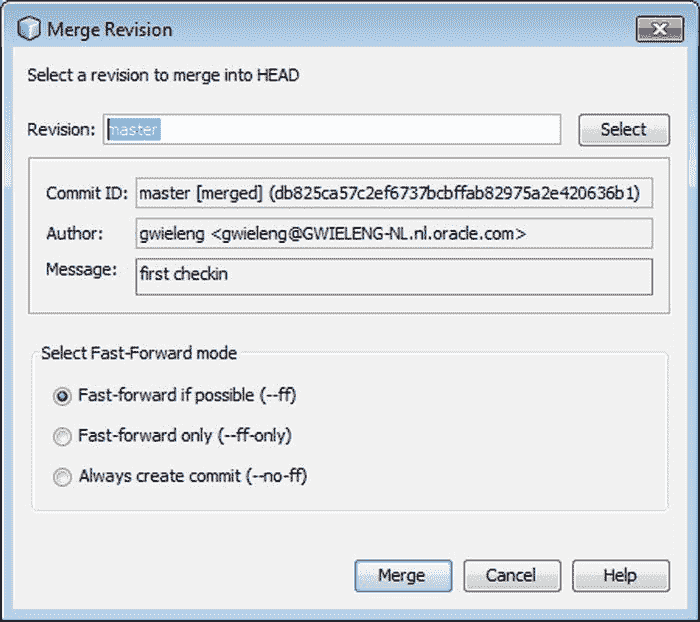 Merge Revision
Select a revision to merge into HEAD
Revision: master Select
Commit ID: master [merged] (db825ca57c2ef6737bcbffab82975a2e420636b1)
Author: gwieleng <gwieleng@GWIELENG-NL.nl.oracle.com>
Message: first checkin
Select Fast-Forward mode
Fast-forward if possible (--ff)
Fast-forward only (--ff-only)
Always create commit (--no-ff)
Merge Cancel Help